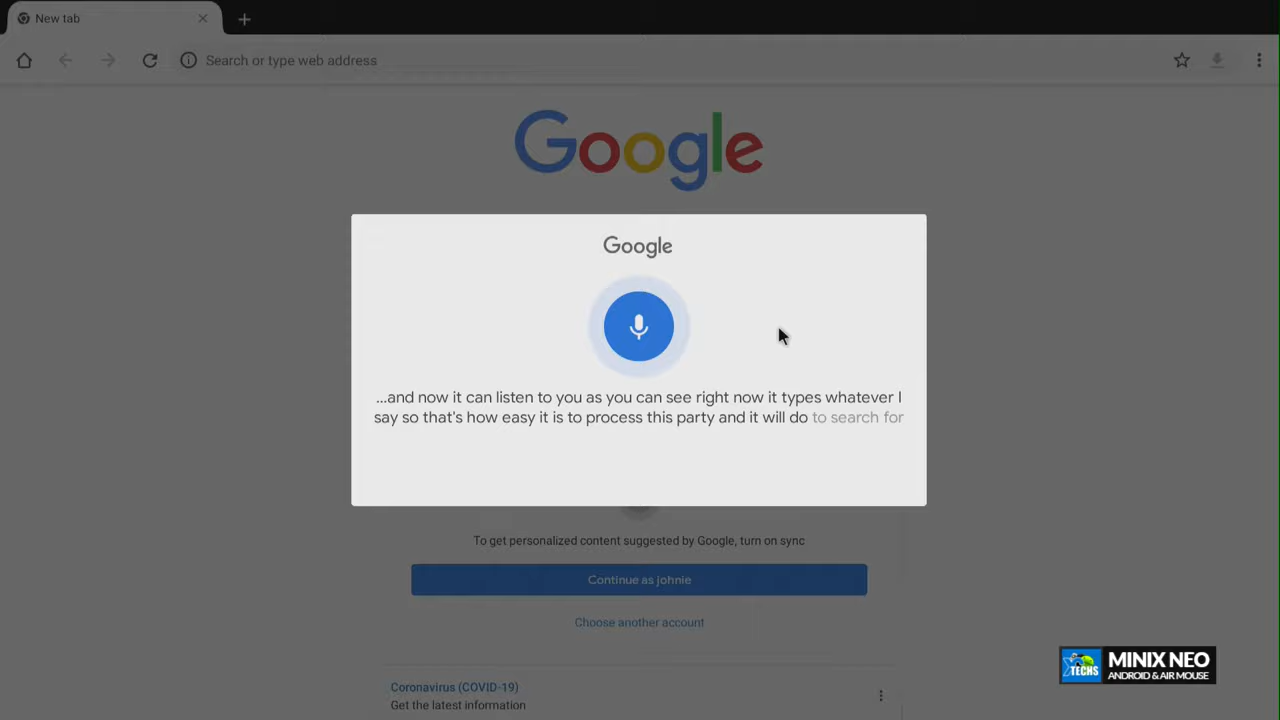 New tab
Search or type web address
Google
Google
...and now it can listen to you as you can see right now it types whatever I
say so that's how easy it is to process this party and it will do to search for
To get personalized content suggested by Google, turn on sync
Continue as johnie
Choose another account
Coronavirus (COVID-19)
Get the latest information
TECHS
MINIX NEO
ANDROID & AIR MOUSE